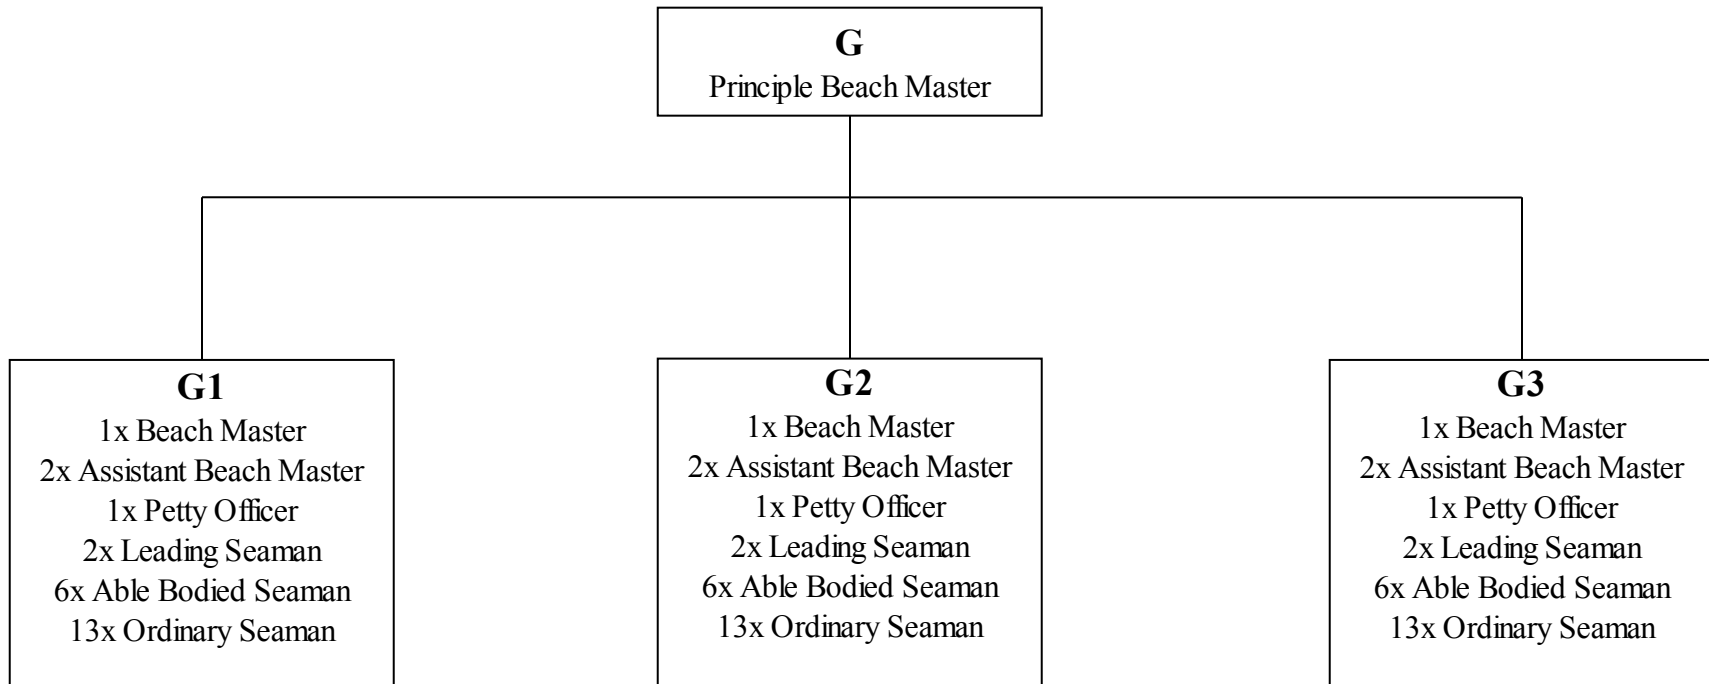 G
Principle Beach Master
G1
1x Beach Master
2x Assistant Beach Master
1x Petty Officer
2x Leading Seaman
6x Able Bodied Seaman
13x Ordinary Seaman
G2
1x Beach Master
2x Assistant Beach Master
1x Petty Officer
2x Leading Seaman
6x Able Bodied Seaman
13x Ordinary Seaman
G3
1x Beach Master
2x Assistant Beach Master
1x Petty Officer
2x Leading Seaman
6x Able Bodied Seaman
13x Ordinary Seaman